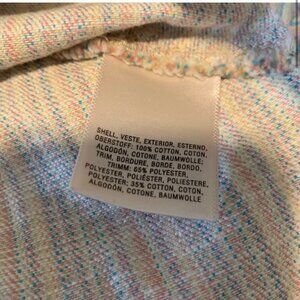 SHELL, VESTE, EXTERIOR, ESTERNO,
OBERSTOFF: 100% COTTON, COTON,
ALGODÓN, COTONE, BAUMWOLLE;
TRIM, BORDURE, BORDE, BORDO,
TRIMM: 65% POLYESTER,
POLYESTER, POLIÉSTER, POLIESTERE,
POLYESTER; 35% COTTON, COTON,
ALGODÓN, COTONE, BAUMWOLLE